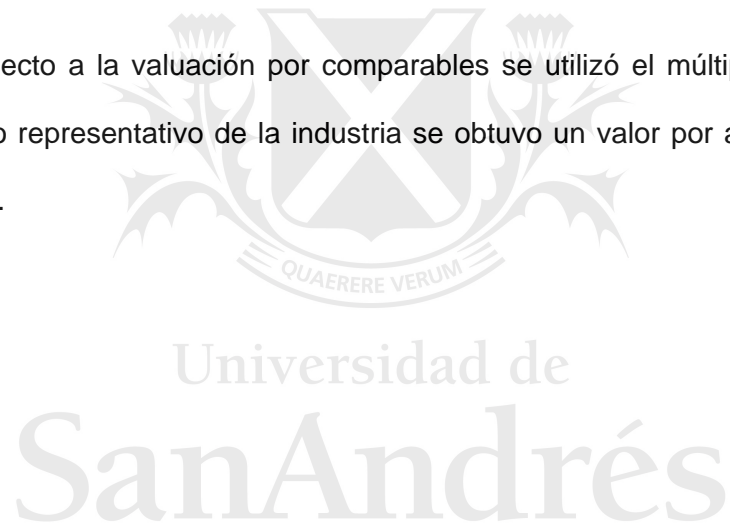 ecto a la valuación por comparables se utilizó el múltip
o representativo de la industria se obtuvo un valor por a
.
QUAERERE VERUM
Universidad de
SanAndrés